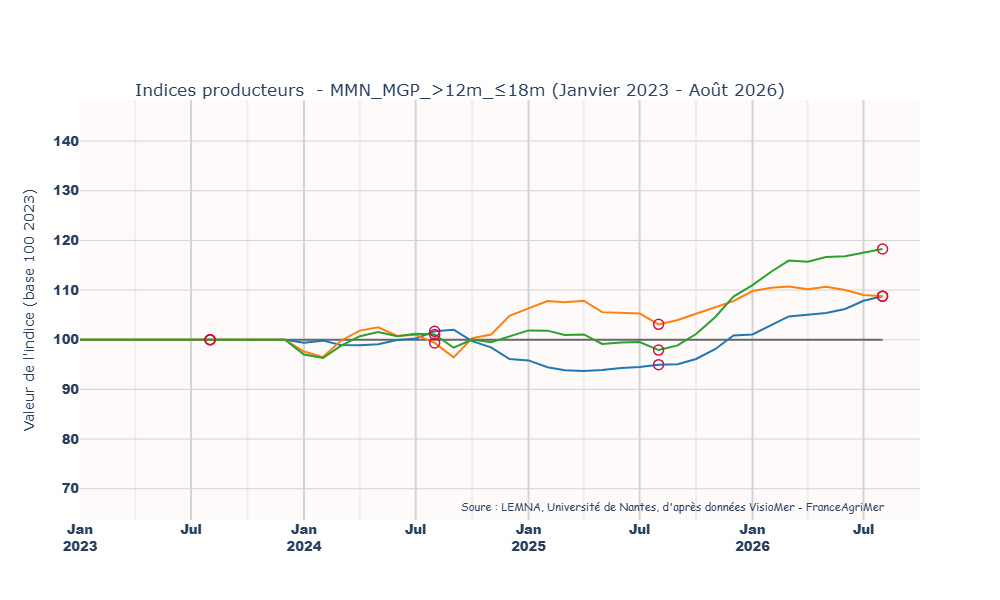 Indices producteurs  - MMN_MGP_>12m_≤18m (Janvier 2023 - Août 2026)
Valeur de l'indice (base 100 2023)
140
130
120
110
100
90
80
70
Soure : LEMNA, Université de Nantes, d'après données VisioMer - FranceAgriMer
Jan Jul Jan Jul Jan Jul Jan Jul
2023 2024 2025 2026